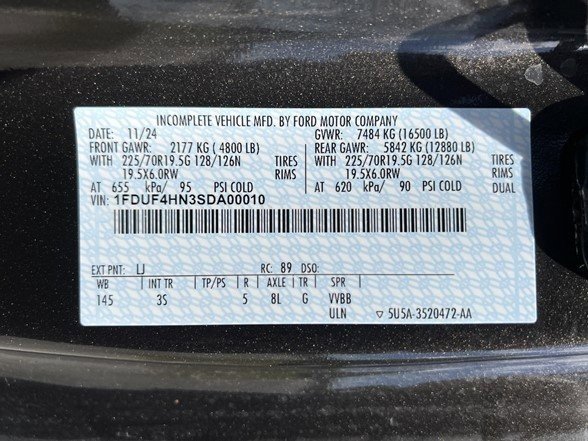 INCOMPLETE VEHICLE MFD. BY FORD MOTOR COMPANY
DATE: 11/24 GVWR: 7484 KG (16500 LB)
FRONT GAWR: 2177 KG ( 4800 LB) REAR GAWR: 5842 KG (12880 LB)
WITH 225/70R19.5G 128/126N TIRES WITH 225/70R19.5G 128/126N TIRES
19.5X6.0RW RIMS 19.5X6.0RW RIMS
AT 655 kPa/ 95 PSI COLD AT 620 kPa/ 90 PSI COLD DUAL
VIN: 1FDUF4HN3SDA00010
EXT PNT: LJ RC: 89 DSO:
WB INT TR TP/PS R AXLE TR SPR
145 3S 5 8L G VVBB
ULN ▽ 5U5A-3520472-AA